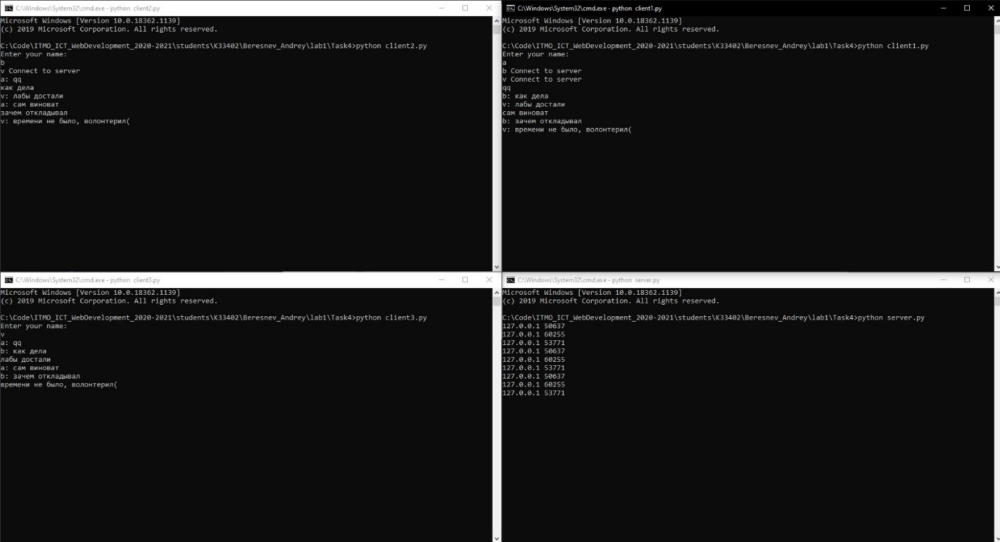 C:\Windows\System32\cmd.exe - python client2.py
Microsoft Windows [Version 10.0.18362.1139]
(c) 2019 Microsoft Corporation. All rights reserved.
C:\Code\ITMO_ICT_WebDevelopment_2020-2021\students\K33402\Beresnev_Andrey\lab1\Task4>python client2.py
Enter your name:
b
v Connect to server
a: qq
как дела
v: лабы достали
a: сам виноват
зачем откладывал
v: времени не было, волонтерил(
C:\Windows\System32\cmd.exe - python client1.py
Microsoft Windows [Version 10.0.18362.1139]
(c) 2019 Microsoft Corporation. All rights reserved.
C:\Code\ITMO_ICT_WebDevelopment_2020-2021\students\K33402\Beresnev_Andrey\lab1\Task4>python client1.py
Enter your name:
a
b Connect to server
v Connect to server
qq
b: как дела
v: лабы достали
сам виноват
b: зачем откладывал
v: времени не было, волонтерил(
C:\Windows\System32\cmd.exe - python client3.py
Microsoft Windows [Version 10.0.18362.1139]
(c) 2019 Microsoft Corporation. All rights reserved.
C:\Code\ITMO_ICT_WebDevelopment_2020-2021\students\K33402\Beresnev_Andrey\lab1\Task4>python client3.py
Enter your name:
v
a: qq
b: как дела
лабы достали
a: сам виноват
b: зачем откладывал
времени не было, волонтерил(
C:\Windows\System32\cmd.exe - python server.py
Microsoft Windows [Version 10.0.18362.1139]
(c) 2019 Microsoft Corporation. All rights reserved.
C:\Code\ITMO_ICT_WebDevelopment_2020-2021\students\K33402\Beresnev_Andrey\lab1\Task4>python server.py
127.0.0.1 50637
127.0.0.1 60255
127.0.0.1 53771
127.0.0.1 50637
127.0.0.1 60255
127.0.0.1 53771
127.0.0.1 50637
127.0.0.1 60255
127.0.0.1 53771